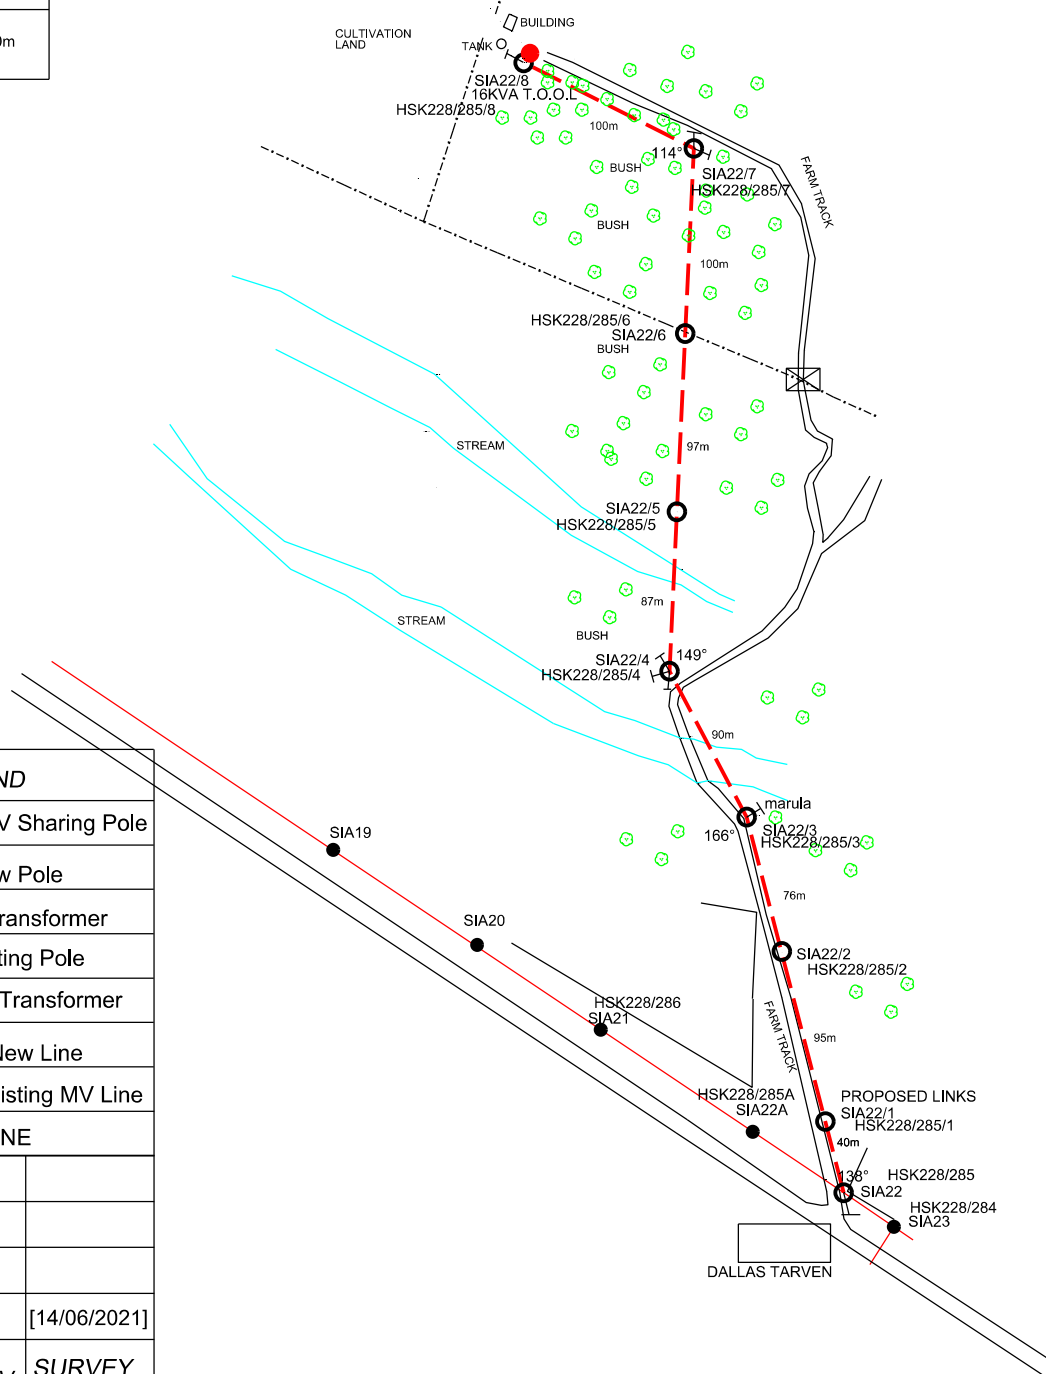 BUILDING
CULTIVATION
LAND
TANK
SIA22/8
16KVA T.O.O.L
HSK228/285/8
100m
114°
SIA22/7
HSK228/285/7
BUSH
FARM TRACK
BUSH
100m
HSK228/285/6
SIA22/6
BUSH
97m
STREAM
SIA22/5
HSK228/285/5
87m
STREAM
BUSH
SIA22/4
149°
HSK228/285/4
90m
marula
166°
SIA22/3
HSK228/285/3
SIA19
76m
SIA20
SIA22/2
HSK228/285/2
HSK228/286
SIA21
FARM TRACK
95m
HSK228/285A
SIA22A
PROPOSED LINKS
SIA22/1
HSK228/285/1
40m
138°
HSK228/285
SIA22
HSK228/284
SIA23
DALLAS TARVEN
ND
V Sharing Pole
w Pole
ransformer
ting Pole
Transformer
New Line
isting MV Line
NE
[14/06/2021]
SURVEY